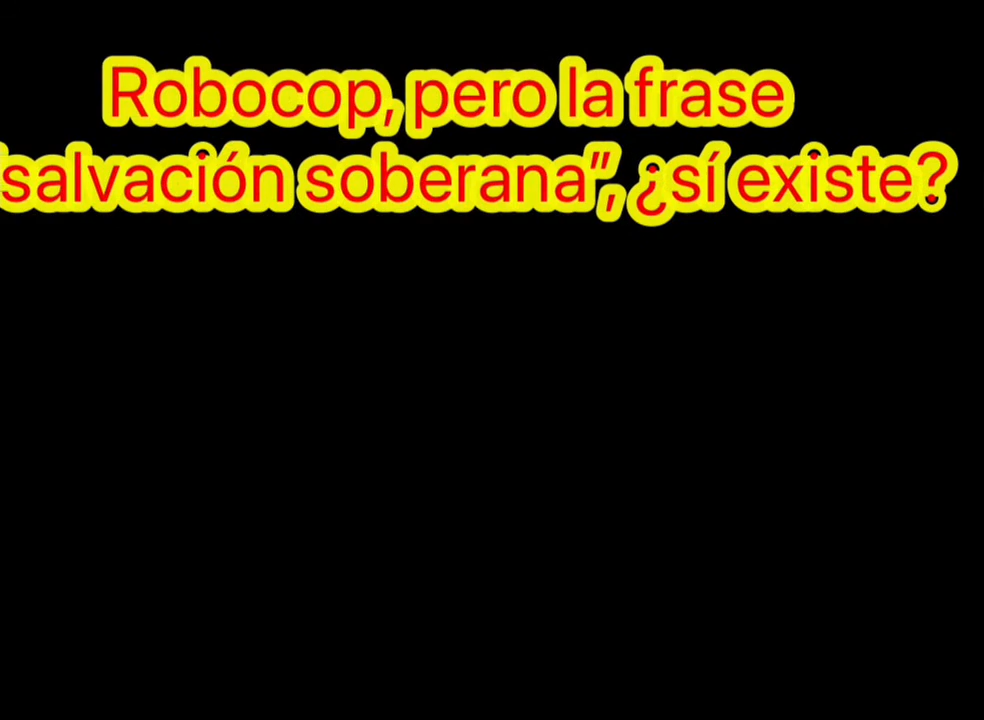 Robocop, pero la frase
salvación soberana”, ¿sí existe?